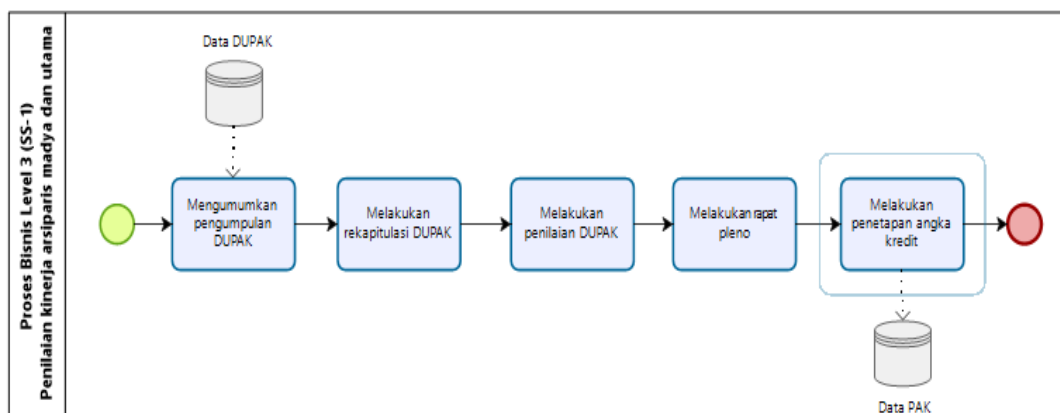 Proses Bisnis Level 3 (SS-1)
Penilaian kinerja arsiparis madya dan utama
Data DUPAK
Mengumumkan
pengumpulan
DUPAK
Melakukan
rekapitulasi DUPAK
Melakukan
penilaian DUPAK
Melakukan rapat
pleno
Melakukan
penetapan angka
kredit
Data PAK